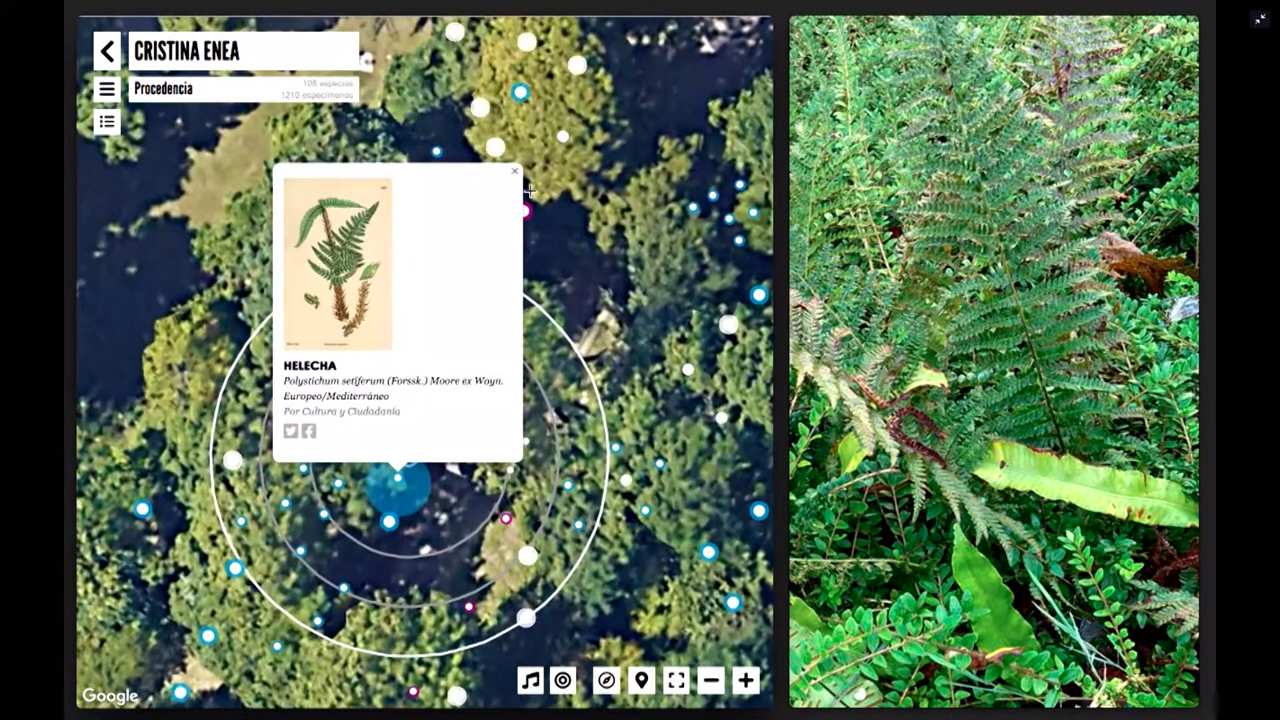 CRISTINA ENEA
Procedencia
108 especies
1210 especímenes
HELECHA
Polystichum setiferum (Forssk.) Moore ex Woyn.
Europeo/Mediterráneo
Por Cultura y Ciudadanía
Google